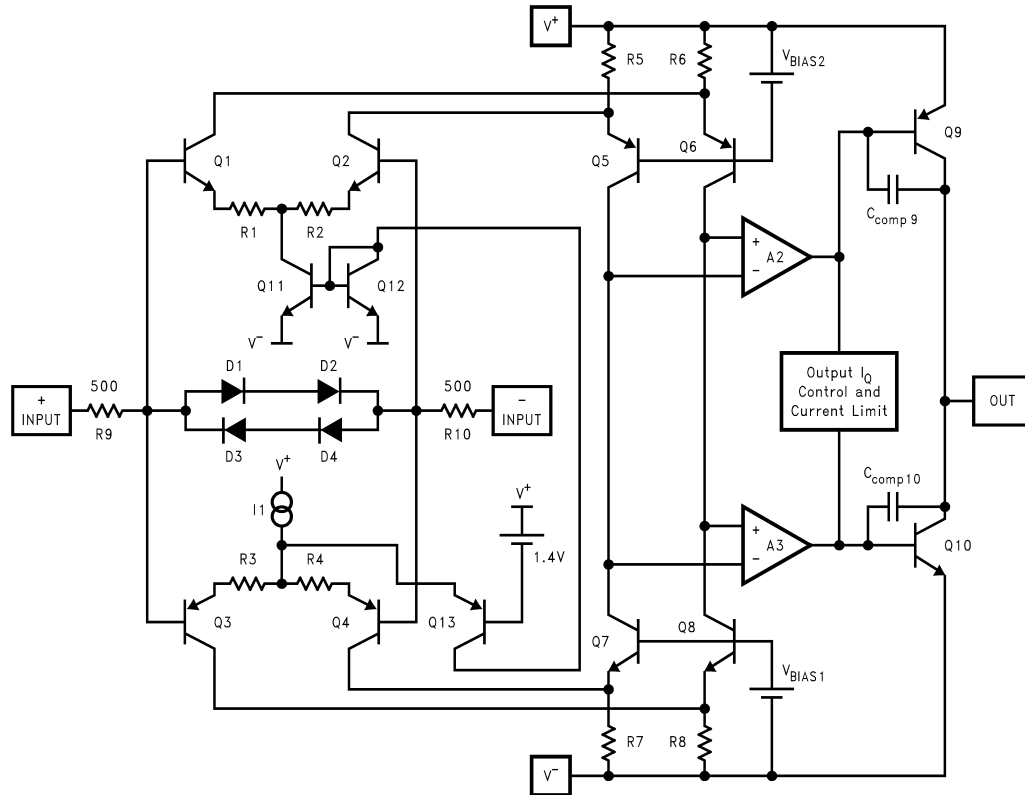 V+
R5
R6
VBIAS2
Q9
Q1
Q2
Q5
Q6
Ccomp 9
R1
R2
+
A2
−
Q11
Q12
V−
V−
D1
D2
500
+
INPUT
R9
500
−
INPUT
R10
Output IQ
Control and
Current Limit
OUT
D3
D4
V+
I1
V+
1.4V
Ccomp10
+
A3
−
Q10
R3
R4
Q3
Q4
Q13
Q7
Q8
VBIAS1
R7
R8
V−